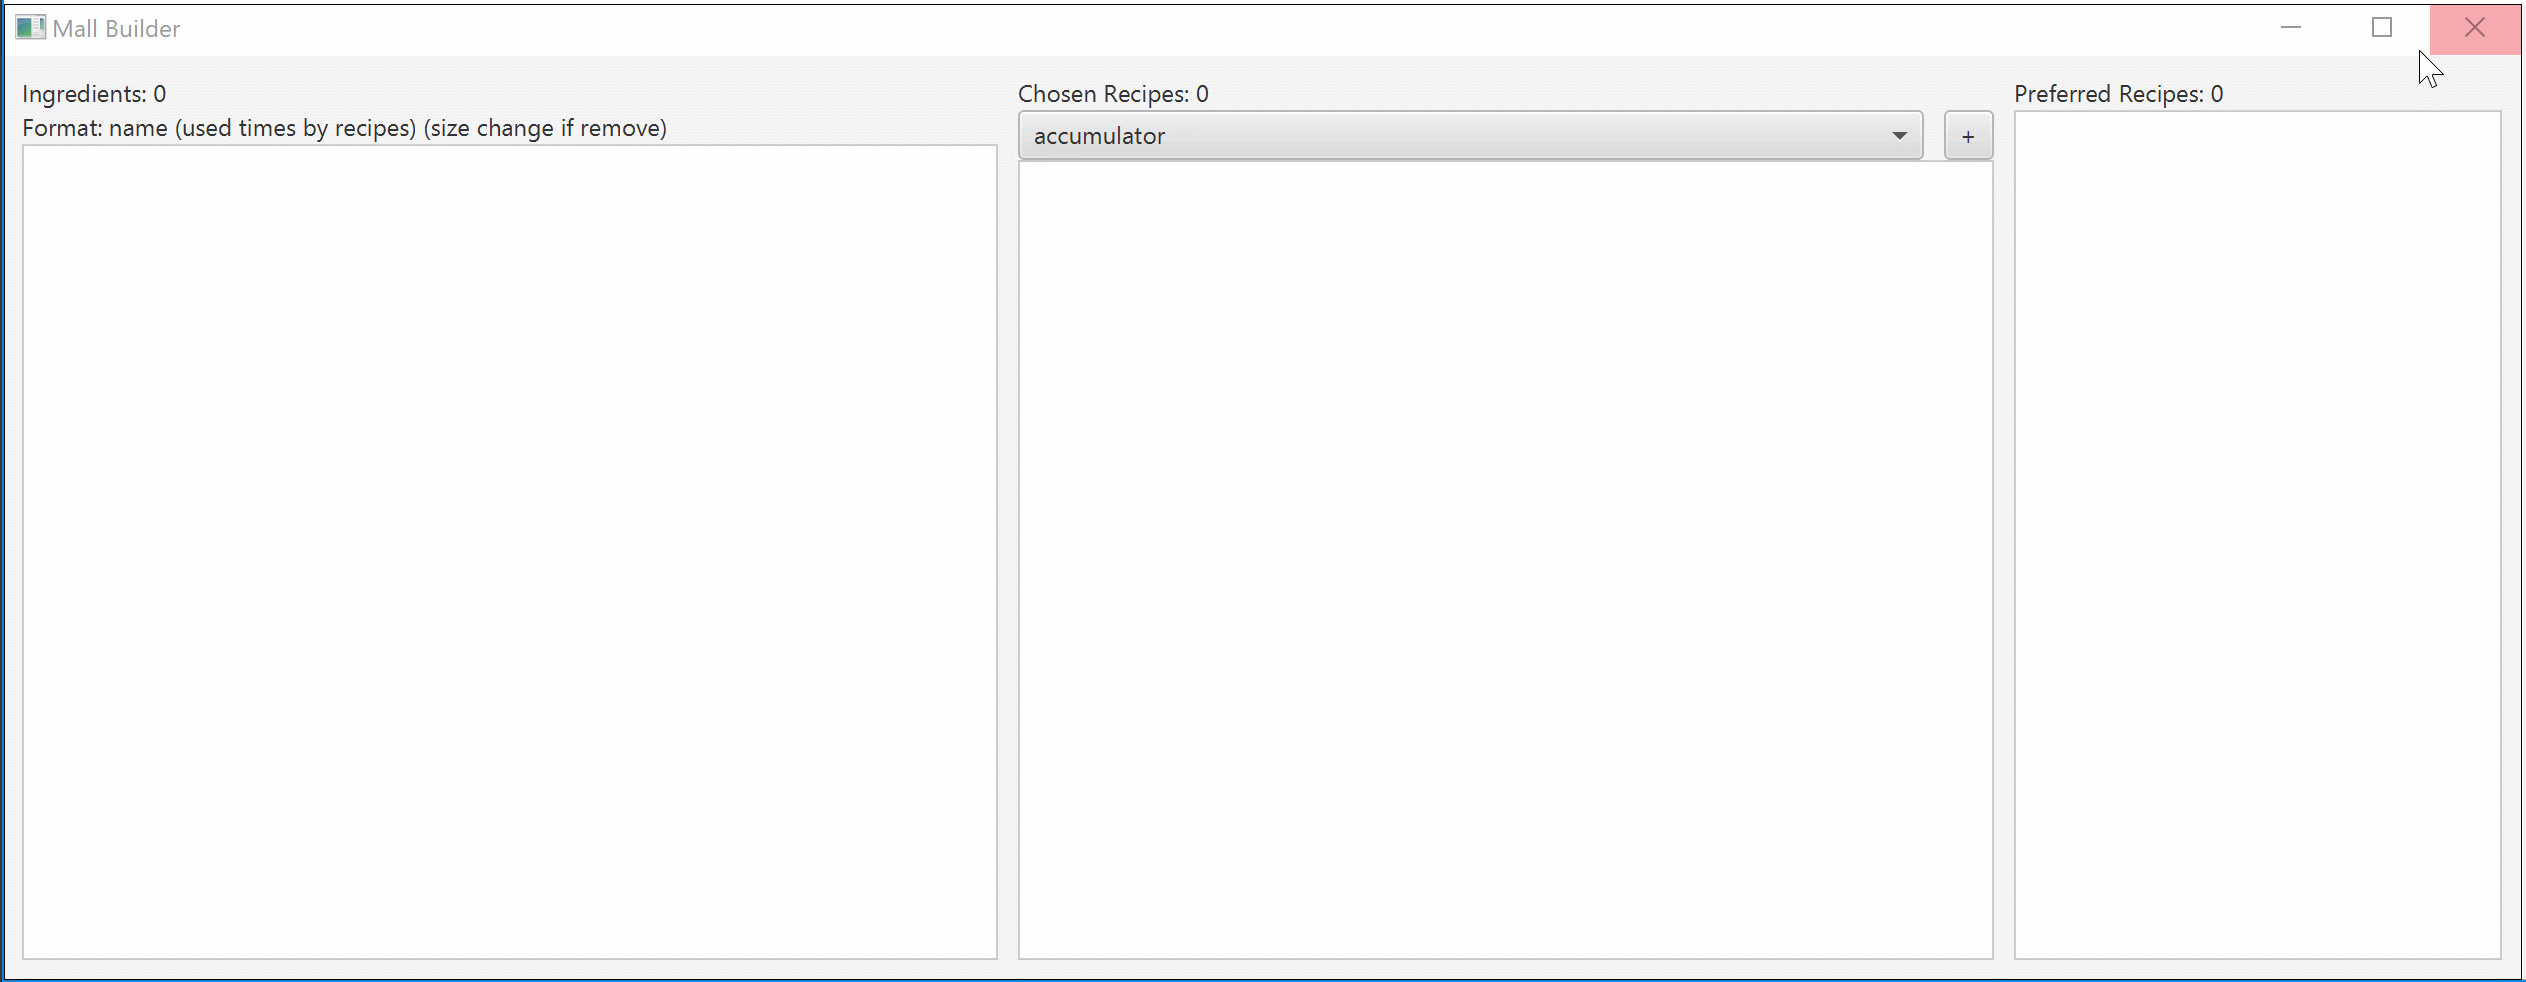 Mall Builder
Ingredients: 0
Format: name (used times by recipes) (size change if remove)
Chosen Recipes: 0
accumulator
+
Preferred Recipes: 0